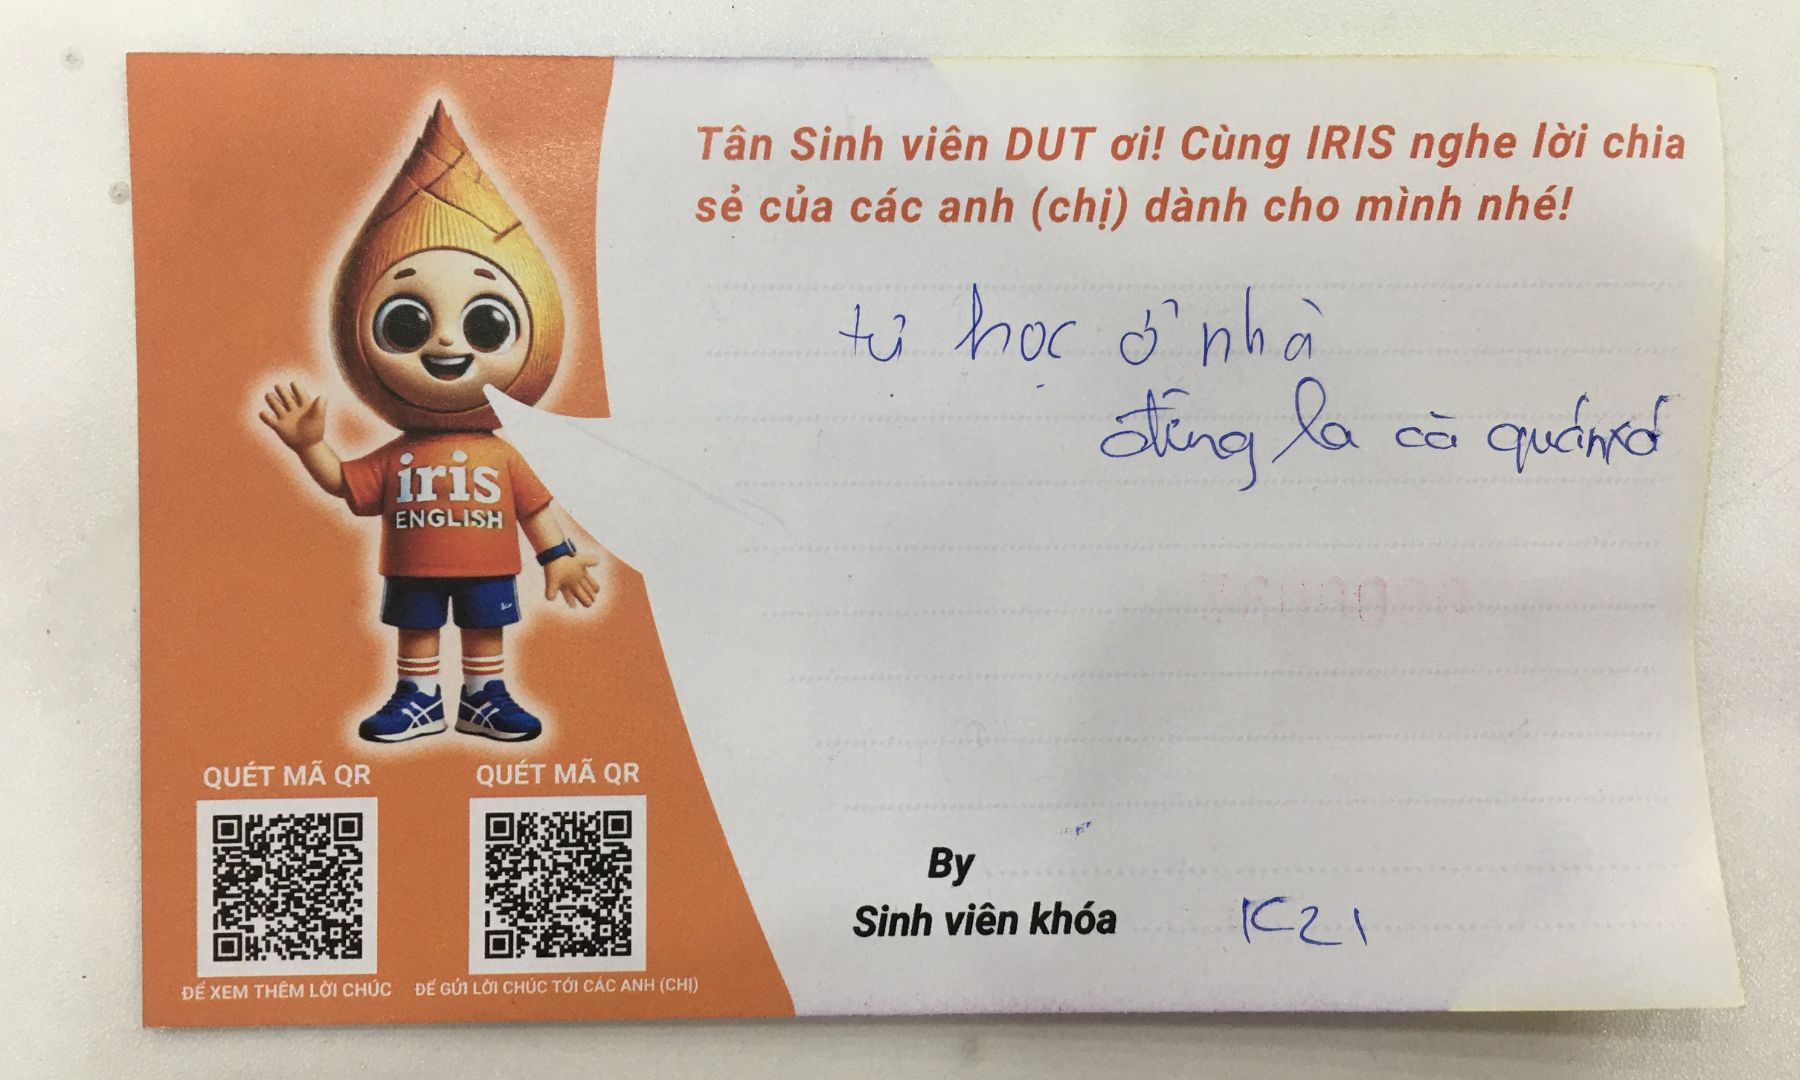 Tân Sinh viên DUT ơi! Cùng IRIS nghe lời chia
sẻ của các anh (chị) dành cho mình nhé!
tự học ở nhà
đừng la cà quán xá
iris
ENGLISH
QUÉT MÃ QR
QUÉT MÃ QR
ĐỂ XEM THÊM LỜI CHÚC
ĐỂ GỬI LỜI CHÚC TỚI CÁC ANH (CHỊ)
By
Sinh viên khóa K21